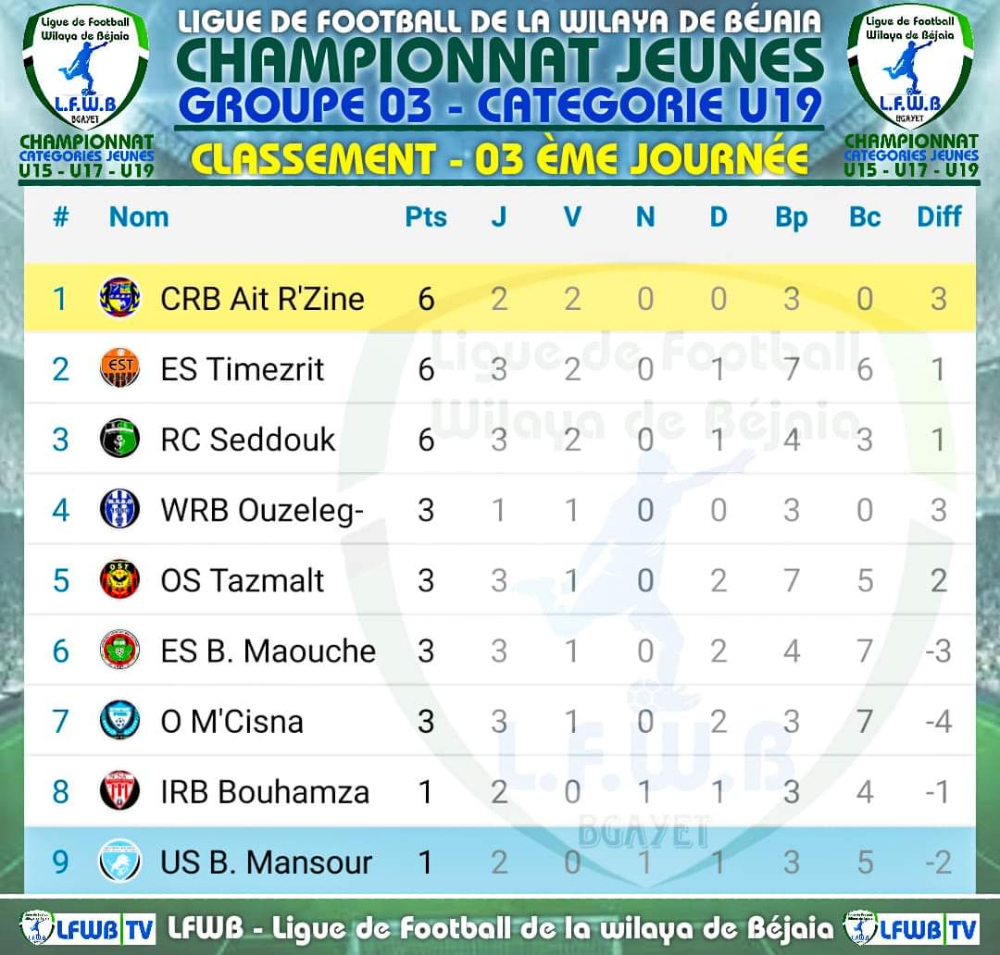 LIGUE DE FOOTBALL DE LA WILAYA DE BÉJAIA
CHAMPIONNAT JEUNES
GROUPE 03 - CATEGORIE U19
CLASSEMENT - 03 ÈME JOURNÉE
Ligue de Football
Wilaya de Béjaia
L.F.W.B
BGAYET
CHAMPIONNAT
CATEGORIES JEUNES
U15 - U17 - U19
Ligue de Football
Wilaya de Béjaia
L.F.W.B
BGAYET
CHAMPIONNAT
CATEGORIES JEUNES
U15 - U17 - U19
# Nom Pts J V N D Bp Bc Diff
1 CRB Ait R'Zine 6 2 2 0 0 3 0 3
2 EST ES Timezrit 6 3 2 0 1 7 6 1
3 RC Seddouk 6 3 2 0 1 4 3 1
4 WRB Ouzeleg- 3 1 1 0 0 3 0 3
5 OST OS Tazmalt 3 3 1 0 2 7 5 2
6 ES B. Maouche 3 3 1 0 2 4 7 -3
7 O M'Cisna 3 3 1 0 2 3 7 -4
8 IRB Bouhamza 1 2 0 1 1 3 4 -1
9 US B. Mansour 1 2 0 1 1 3 5 -2
Ligue de Football
Wilaya de Béjaia
L.F.W.B
BGAYET
LFWB TV LFWB - Ligue de Football de la wilaya de Béjaia LFWB TV